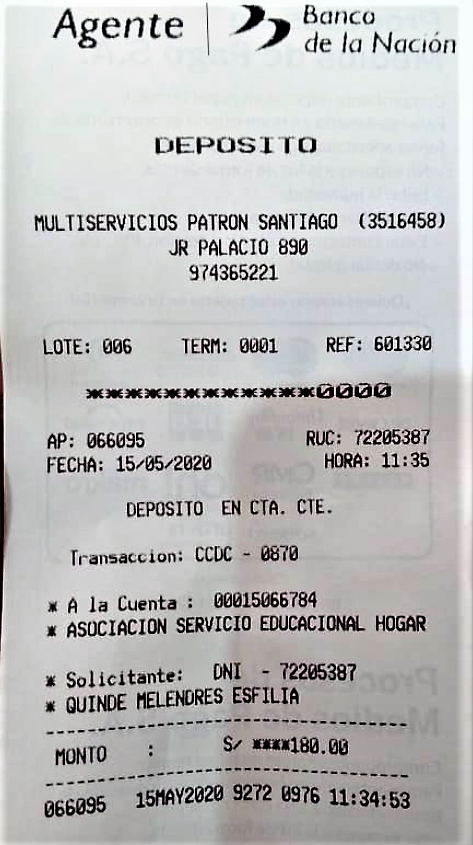 Agente
Banco
de la Nación
DEPOSITO
MULTISERVICIOS PATRON SANTIAGO (3516458)
JR PALACIO 890
974365221
LOTE: 006 TERM: 0001 REF: 601330
************0000
AP: 066095 RUC: 72205387
FECHA: 15/05/2020 HORA: 11:35
DEPOSITO EN CTA. CTE.
Transaccion: CCDC - 0870
* A la Cuenta : 00015066784
* ASOCIACION SERVICIO EDUCACIONAL HOGAR
* Solicitante: DNI - 72205387
* QUINDE MELENDRES ESFILIA
MONTO : S/ ****180.00
066095 15MAY2020 9272 0976 11:34:53